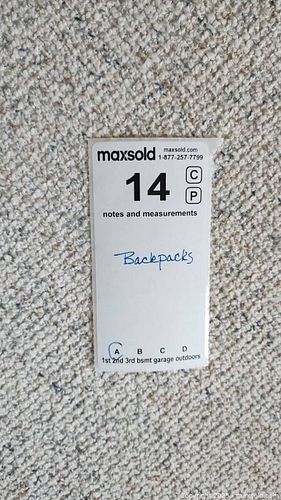 maxsold maxsold.com
1-877-257-7799
14 C
P
notes and measurements
Backpacks
A B C D
1st 2nd 3rd bsmt garage outdoors